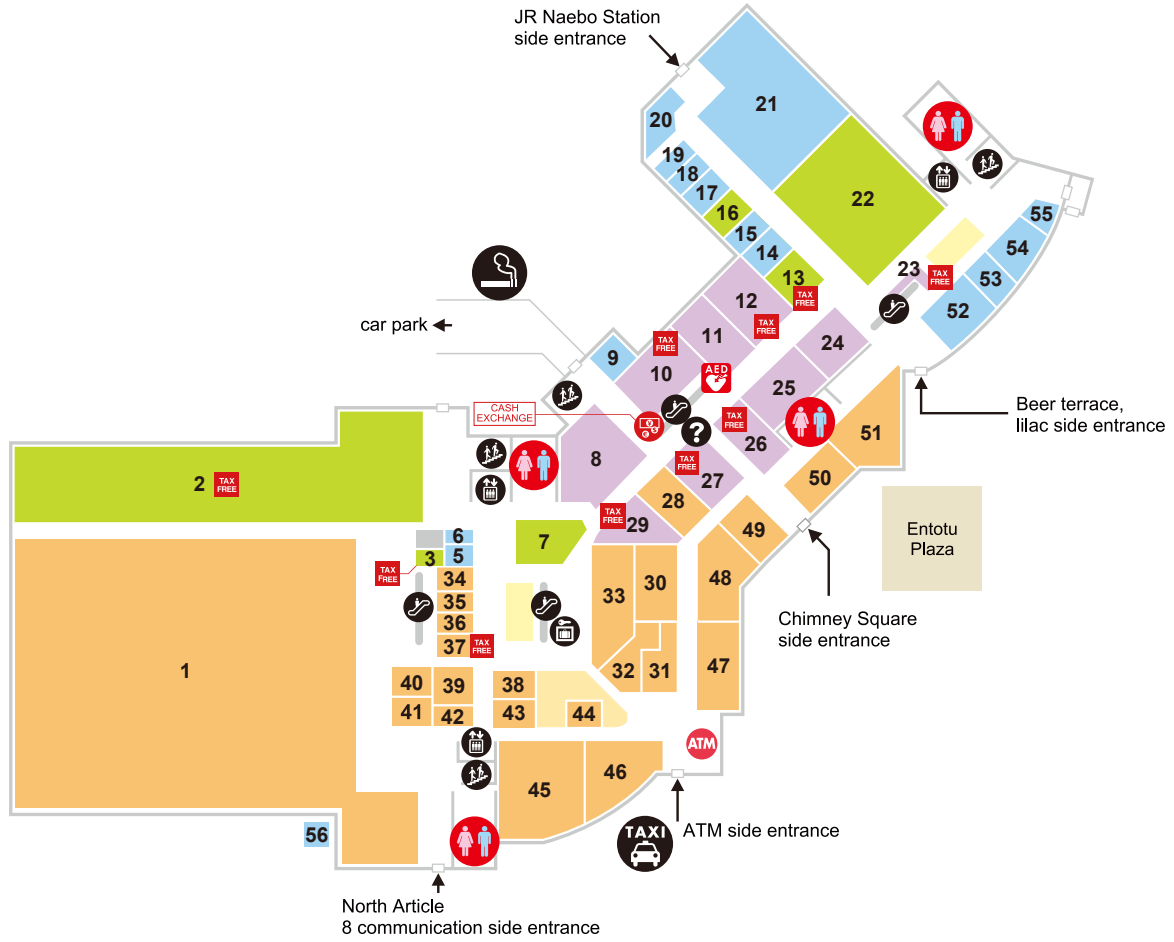 JR Naebo Station
side entrance
21
20
19
18
17
16
15
14
13
22
55
54
53
52
23
TAX
FREE
TAX
FREE
12
TAX
FREE
11
TAX
FREE
10
9
car park
AED
24
25
TAX
FREE
26
51
50
Beer terrace,
lilac side entrance
CASH
EXCHANGE
?
8
TAX
FREE
27
28
TAX
FREE
29
49
48
47
Entotu
Plaza
Chimney Square
side entrance
2
TAX
FREE
7
6
5
3
TAX
FREE
34
35
36
37
TAX
FREE
33
30
32
31
1
40
39
41
42
38
43
44
45
46
ATM
56
TAXI
ATM side entrance
North Article
8 communication side entrance